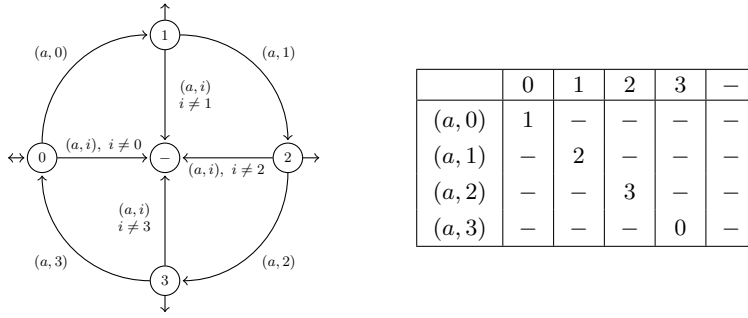 1
(a, 0)
(a, 1)
(a, i)
i ≠ 1
0
(a, i), i ≠ 0
−
(a, i), i ≠ 2
2
(a, i)
i ≠ 3
(a, 3)
(a, 2)
3
0 1 2 3 −
(a, 0) 1 − − − −
(a, 1) − 2 − − −
(a, 2) − − 3 − −
(a, 3) − − − 0 −